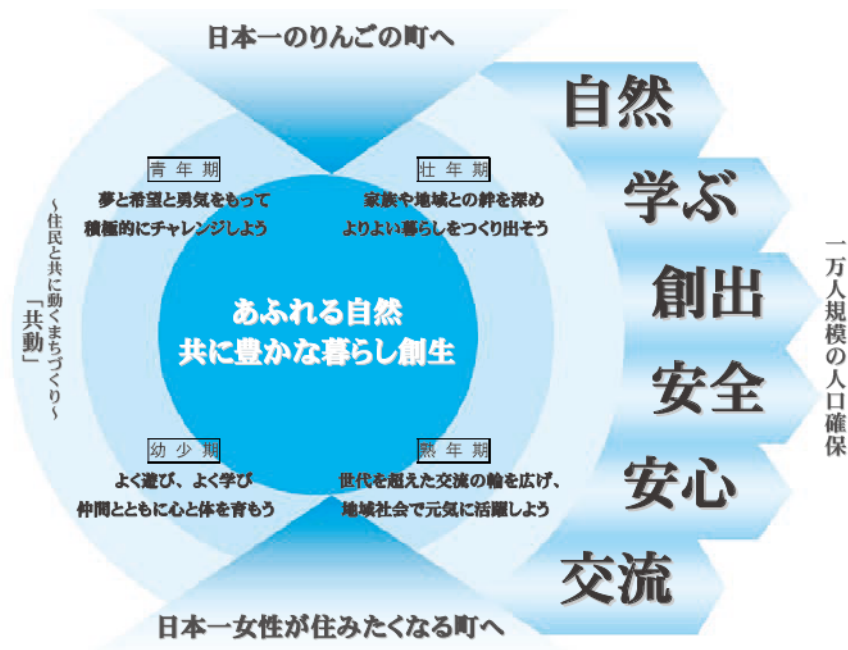 日本一のりんごの町へ
青年期
夢と希望と勇気をもって
積極的にチャレンジしよう
壮年期
家族や地域との絆を深め
よりよい暮らしをつくり出そう
～住民と共に動くまちづくり～
「共動」
あふれる自然
共に豊かな暮らし創生
幼少期
よく遊び、よく学び
仲間とともに心と体を育もう
熟年期
世代を超えた交流の輪を広げ、
地域社会で元気に活躍しよう
日本一女性が住みたくなる町へ
自然
学ぶ
創出
安全
安心
交流
一万人規模の人口確保